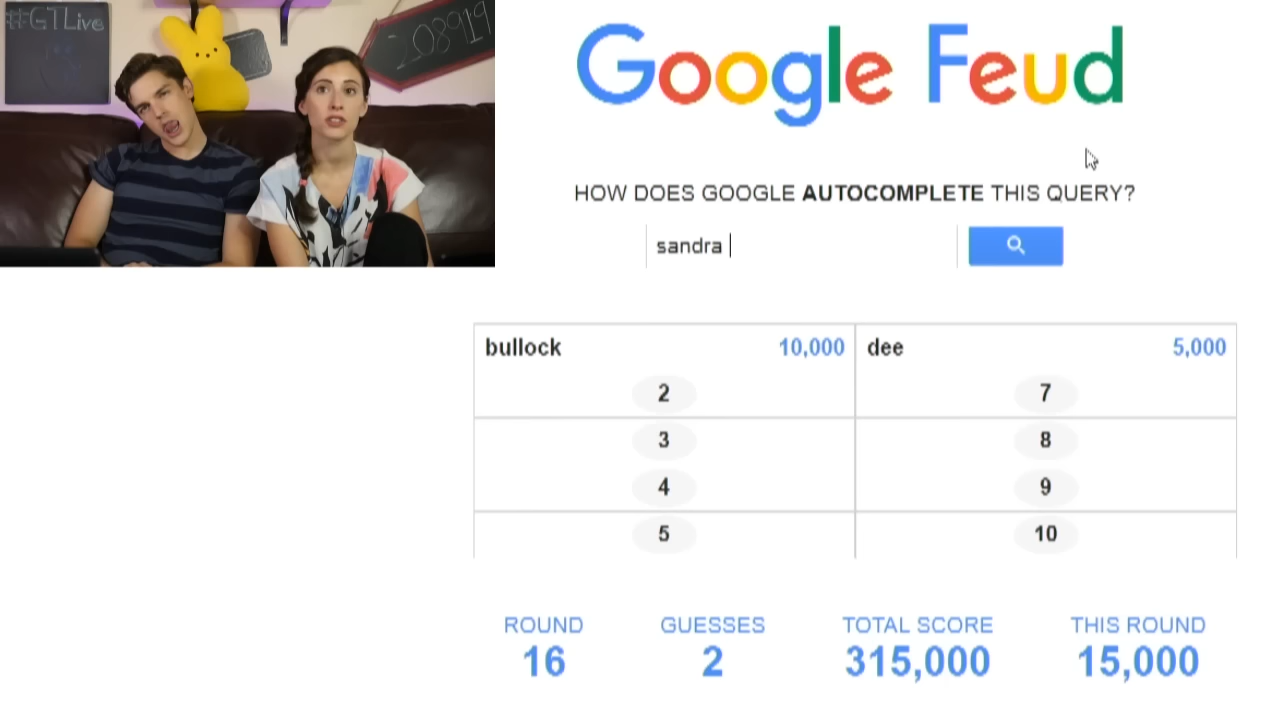 #GTLive
208919
Google Feud
HOW DOES GOOGLE AUTOCOMPLETE THIS QUERY?
sandra
bullock 10,000 dee 5,000
2 7
3 8
4 9
5 10
ROUND GUESSES TOTAL SCORE THIS ROUND
16 2 315,000 15,000